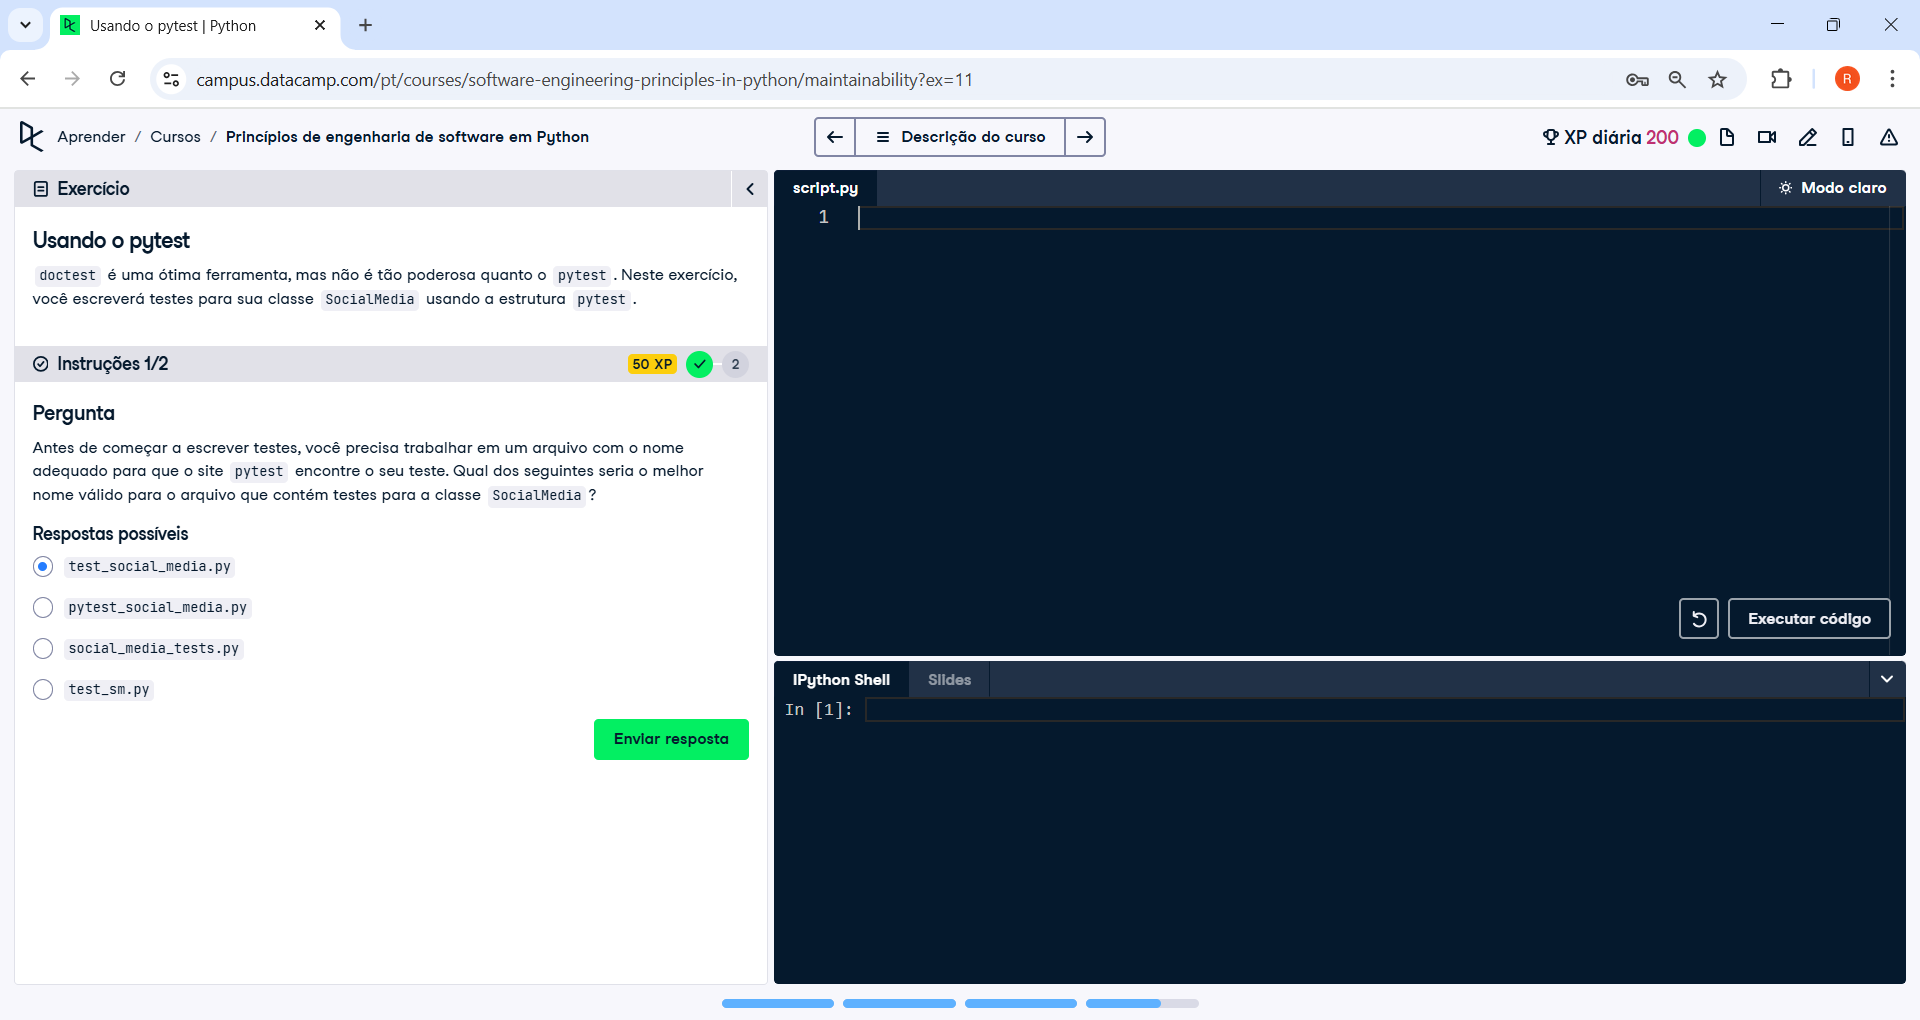 Usando o pytest | Python
campus.datacamp.com/pt/courses/software-engineering-principles-in-python/maintainability?ex=11
R
Aprender / Cursos / Princípios de engenharia de software em Python
Descrição do curso
XP diária 200
Exercício
Usando o pytest
doctest é uma ótima ferramenta, mas não é tão poderosa quanto o pytest. Neste exercício,
você escreverá testes para sua classe SocialMedia usando a estrutura pytest.
Instruções 1/2
50 XP
2
Pergunta
Antes de começar a escrever testes, você precisa trabalhar em um arquivo com o nome
adequado para que o site pytest encontre o seu teste. Qual dos seguintes seria o melhor
nome válido para o arquivo que contém testes para a classe SocialMedia?
Respostas possíveis
test_social_media.py
pytest_social_media.py
social_media_tests.py
test_sm.py
Enviar resposta
script.py
Modo claro
1
Executar código
IPython Shell
Slides
In [1]: